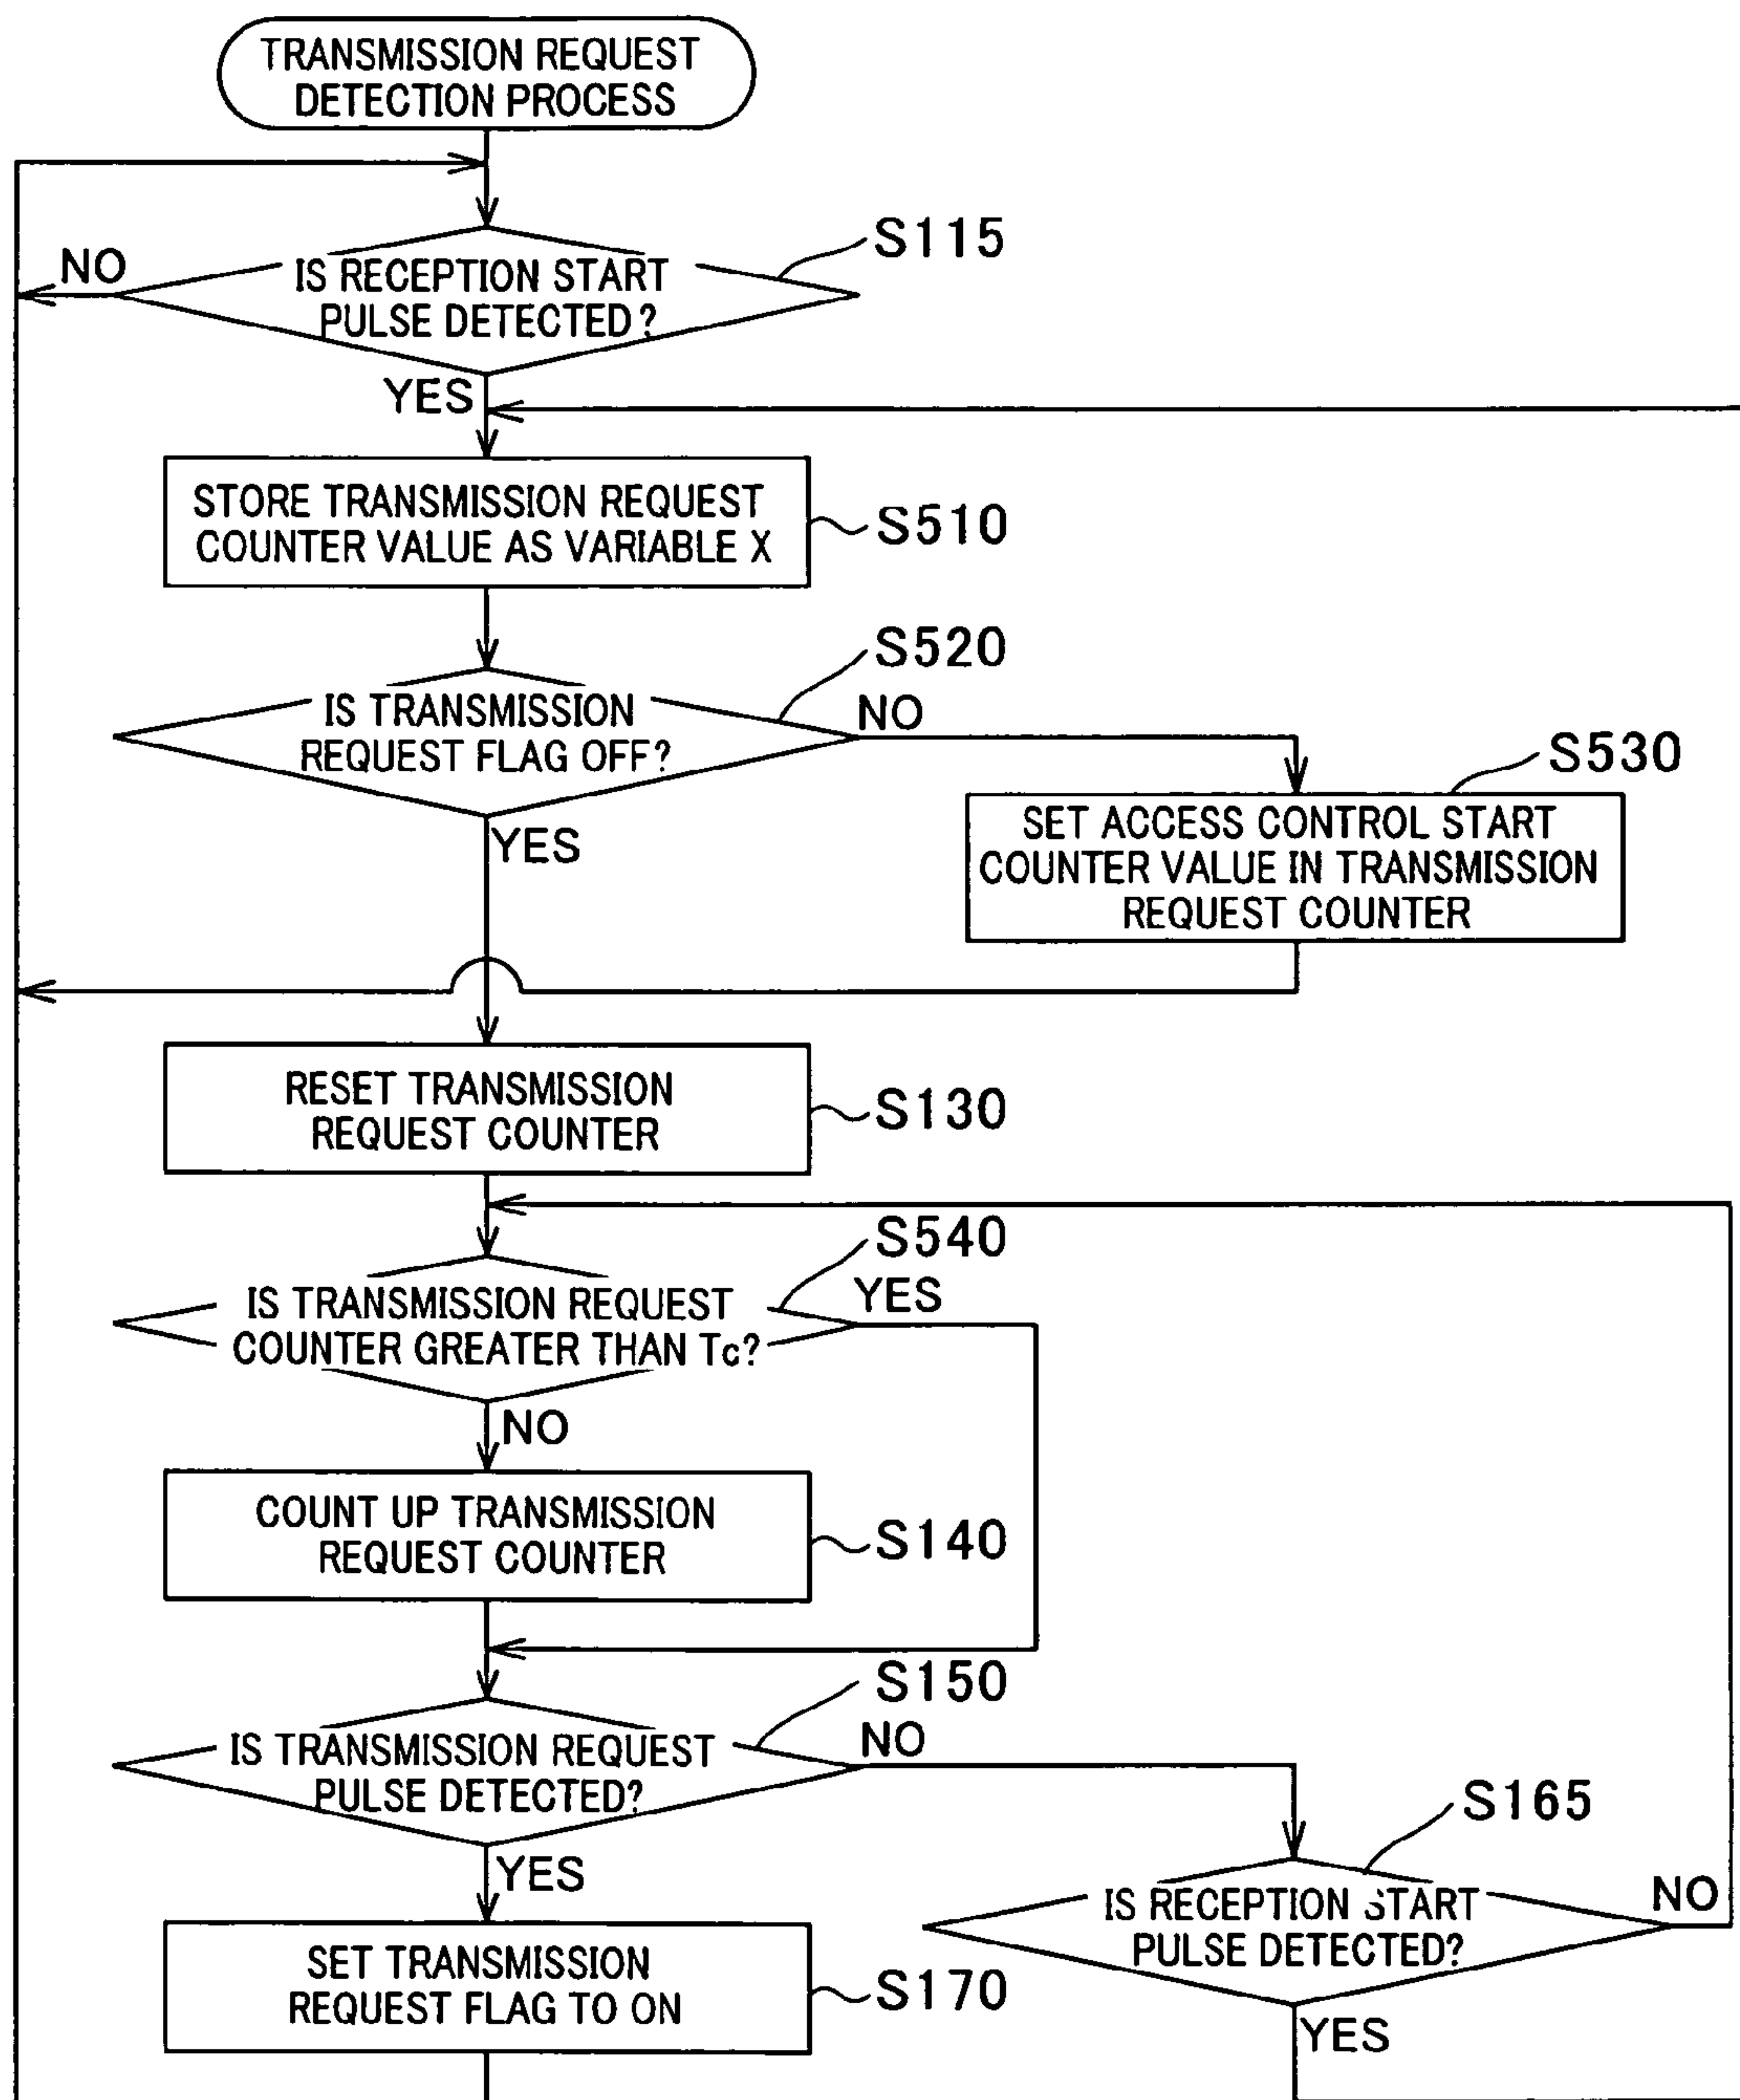 TRANSMISSION REQUEST
DETECTION PROCESS
S115
NO
IS RECEPTION START
PULSE DETECTED?
YES
STORE TRANSMISSION REQUEST
COUNTER VALUE AS VARIABLE X
S510
S520
IS TRANSMISSION
REQUEST FLAG OFF?
NO
YES
S530
SET ACCESS CONTROL START
COUNTER VALUE IN TRANSMISSION
REQUEST COUNTER
RESET TRANSMISSION
REQUEST COUNTER
S130
S540
IS TRANSMISSION REQUEST
COUNTER GREATER THAN Tc?
YES
NO
COUNT UP TRANSMISSION
REQUEST COUNTER
S140
S150
IS TRANSMISSION REQUEST
PULSE DETECTED?
NO
YES
S165
IS RECEPTION START
PULSE DETECTED?
NO
YES
SET TRANSMISSION
REQUEST FLAG TO ON
S170